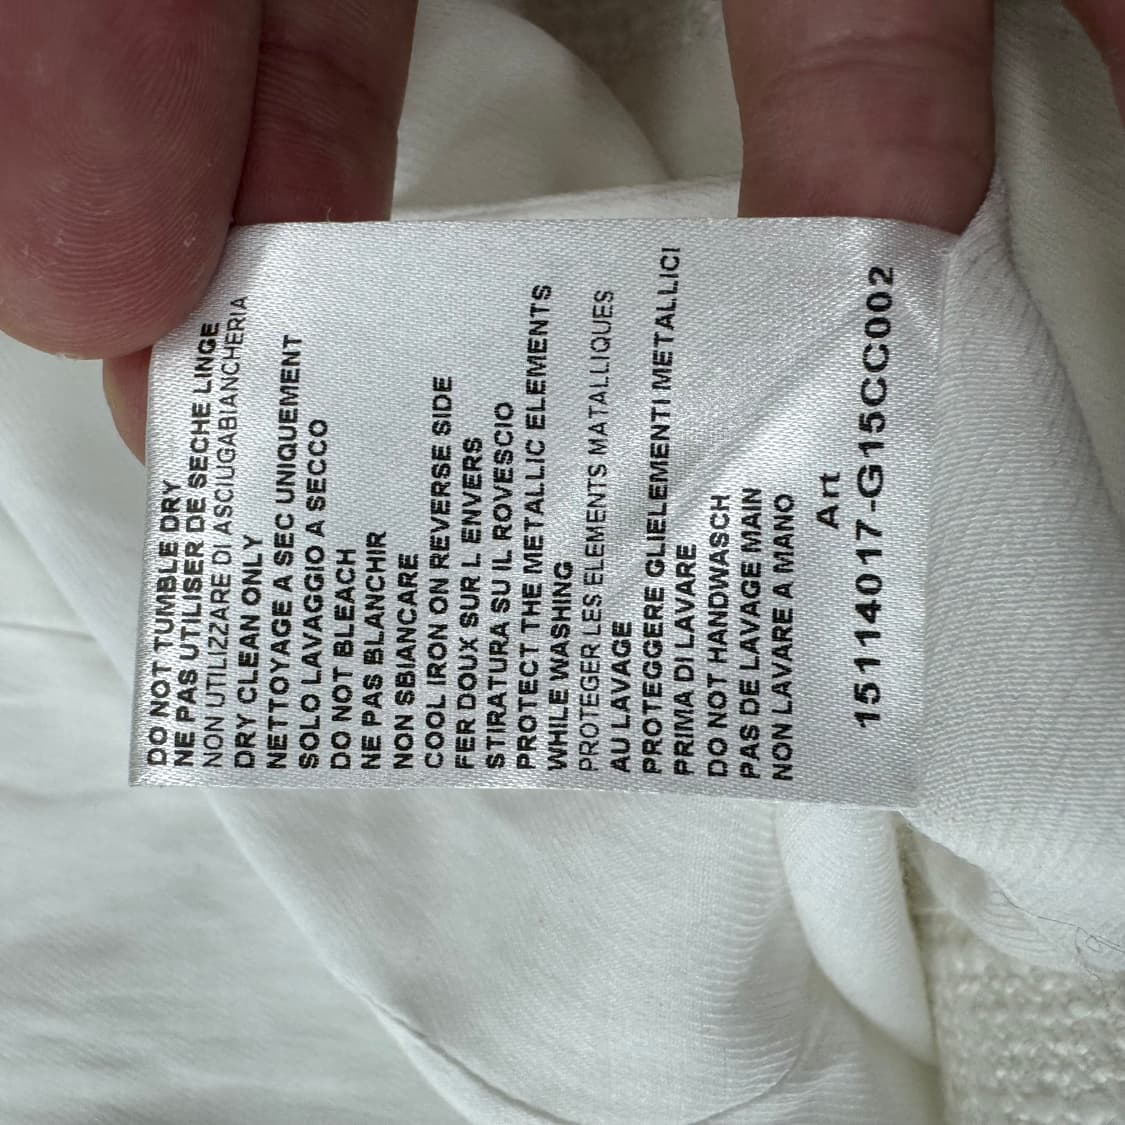 DO NOT TUMBLE DRY
NE PAS UTILISER DE SECHE LINGE
NON UTILIZZARE DI ASCIUGABIANCHERIA
DRY CLEAN ONLY
NETTOYAGE A SEC UNIQUEMENT
SOLO LAVAGGIO A SECCO
DO NOT BLEACH
NE PAS BLANCHIR
NON SBIANCARE
COOL IRON ON REVERSE SIDE
FER DOUX SUR L ENVERS
STIRATURA SU IL ROVESCIO
PROTECT THE METALLIC ELEMENTS
WHILE WASHING
PROTEGER LES ELEMENTS MATALLIQUES
AU LAVAGE
PROTEGGERE GLIELEMENTI METALLICI
PRIMA DI LAVARE
DO NOT HANDWASCH
PAS DE LAVAGE MAIN
NON LAVARE A MANO
Art
15114017-G15CC002